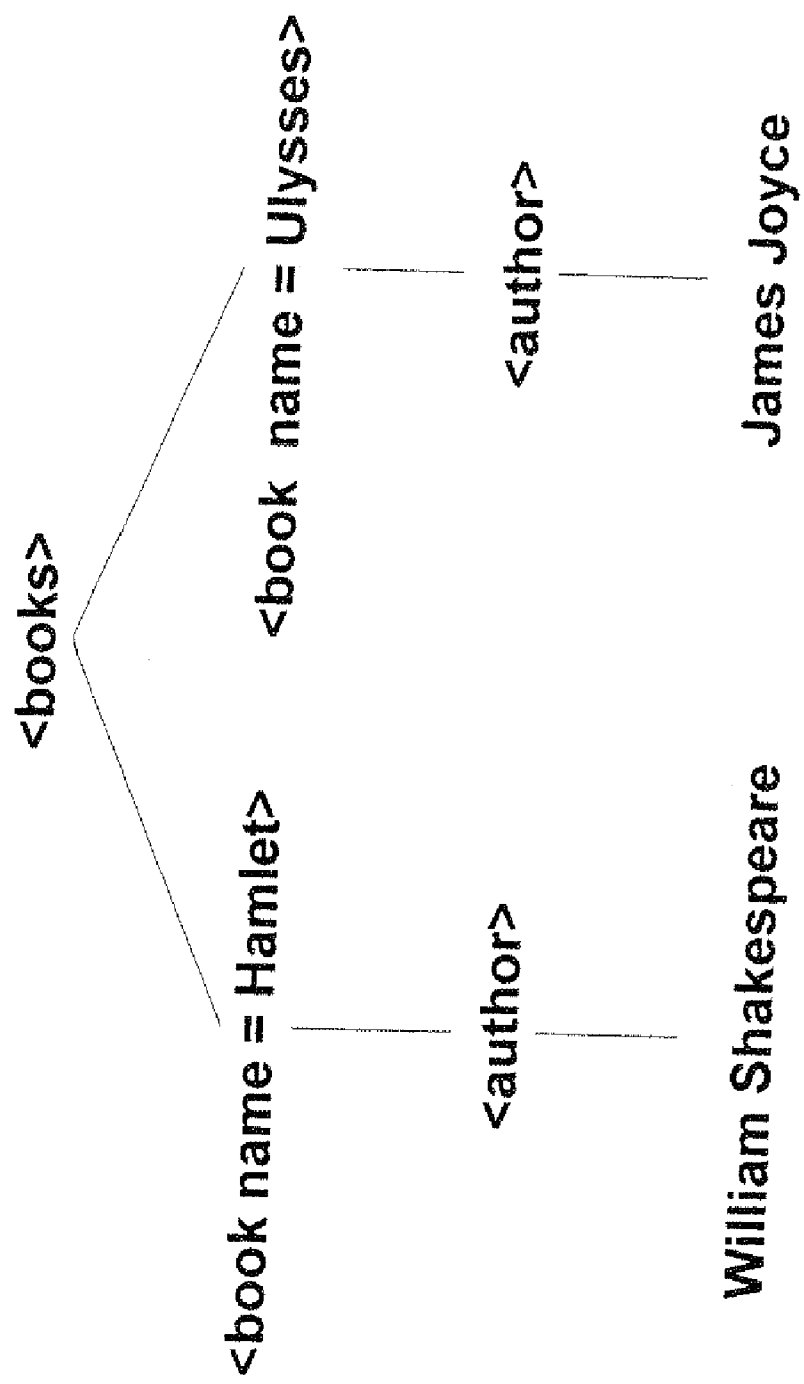 <books>
<book name = Hamlet>
<book name = Ulysses>
<author>
<author>
William Shakespeare
James Joyce